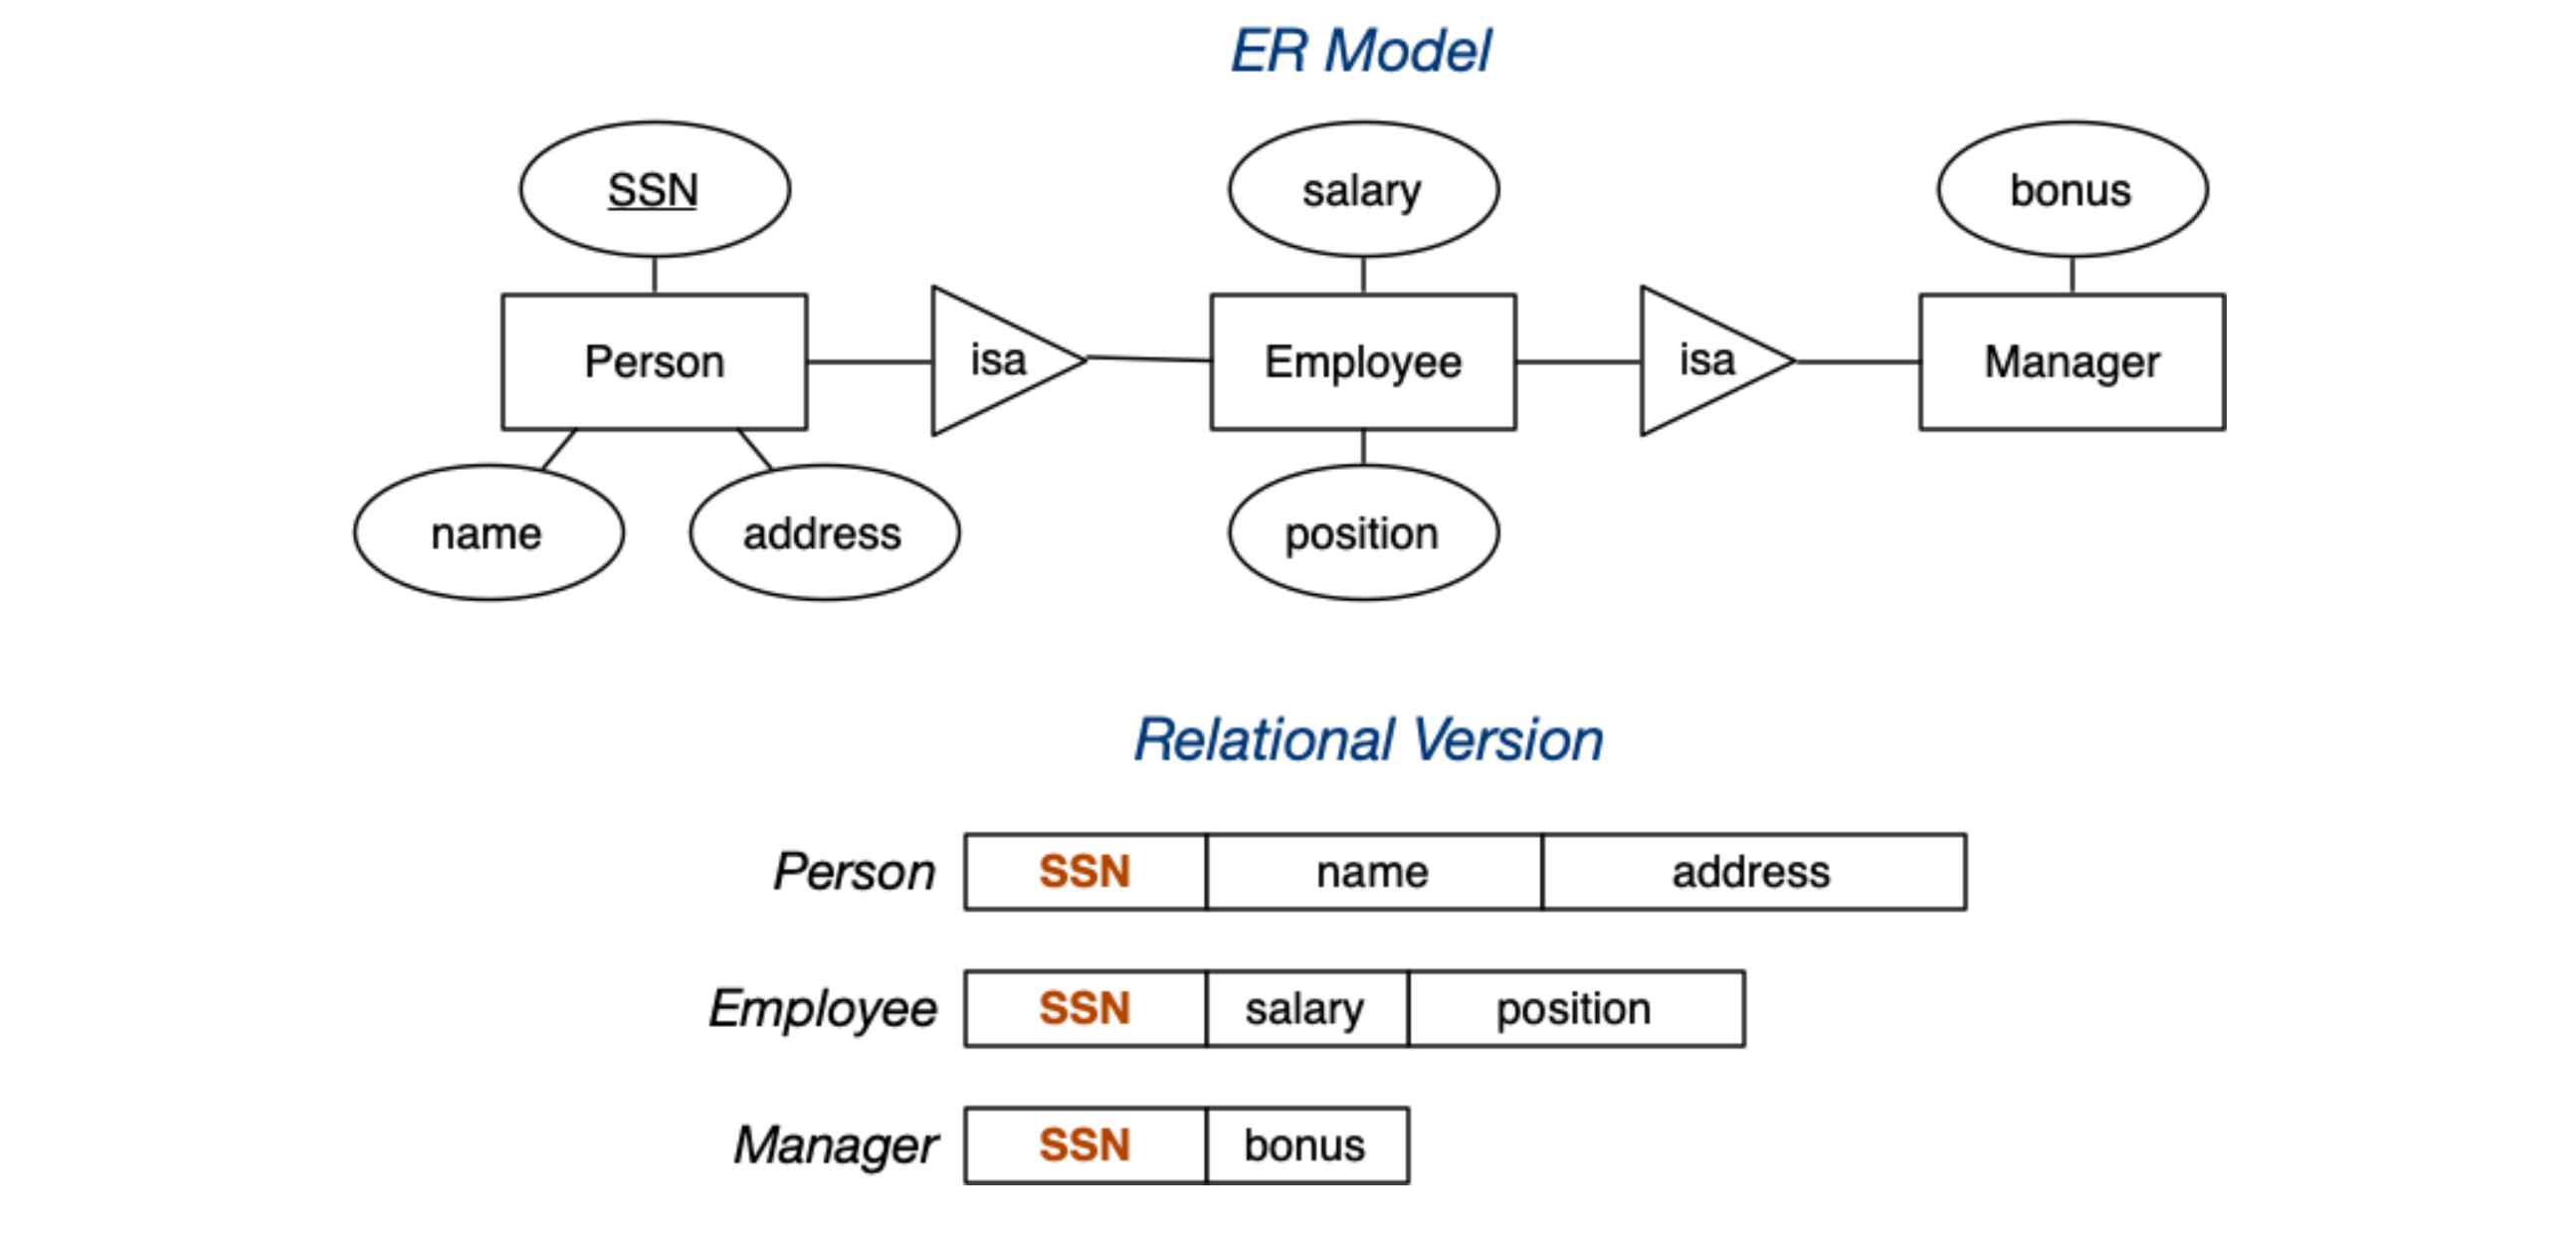 ER Model
SSN
salary
bonus
Person
isa
Employee
isa
Manager
name
address
position
Relational Version
Person SSN name address
Employee SSN salary position
Manager SSN bonus